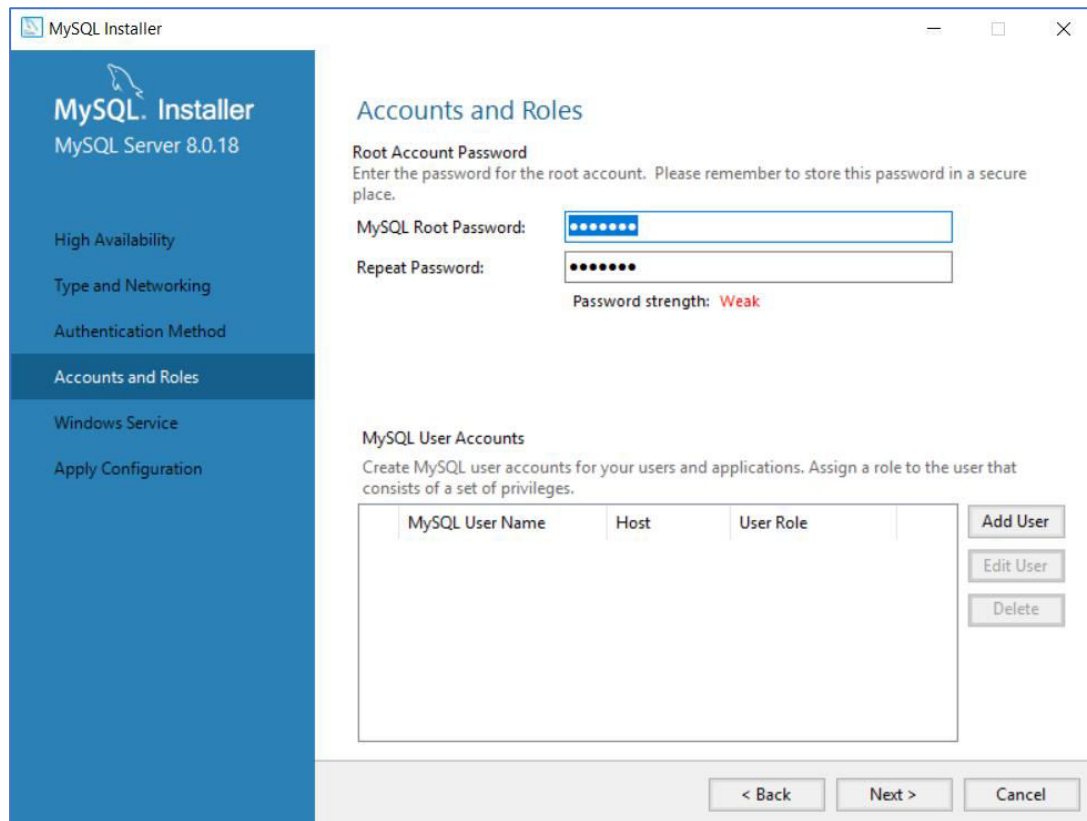 MySQL Installer
MySQL. Installer
MySQL Server 8.0.18
High Availability
Type and Networking
Authentication Method
Accounts and Roles
Windows Service
Apply Configuration
Accounts and Roles
Root Account Password
Enter the password for the root account. Please remember to store this password in a secure
place.
MySQL Root Password: •••••••
Repeat Password: •••••••
Password strength: Weak
MySQL User Accounts
Create MySQL user accounts for your users and applications. Assign a role to the user that
consists of a set of privileges.
MySQL User Name Host User Role
Add User
Edit User
Delete
< Back Next > Cancel